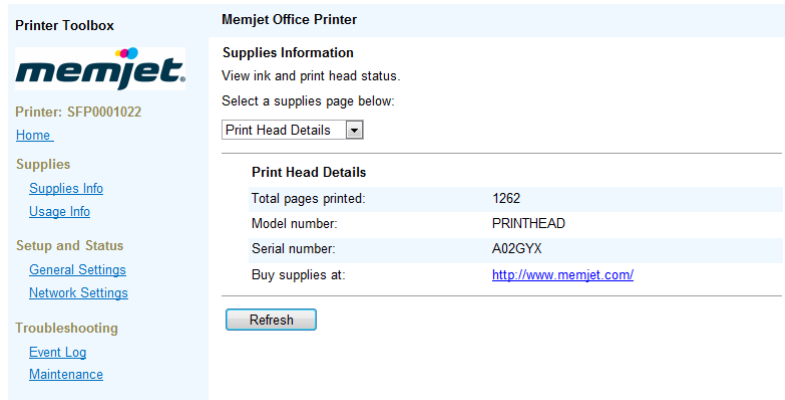 Printer Toolbox
memjet.
Printer: SFP0001022
Home
Supplies
Supplies Info
Usage Info
Setup and Status
General Settings
Network Settings
Troubleshooting
Event Log
Maintenance
Memjet Office Printer
Supplies Information
View ink and print head status.
Select a supplies page below:
Print Head Details
Print Head Details
Total pages printed: 1262
Model number: PRINTHEAD
Serial number: A02GYX
Buy supplies at: http://www.memjet.com/
Refresh